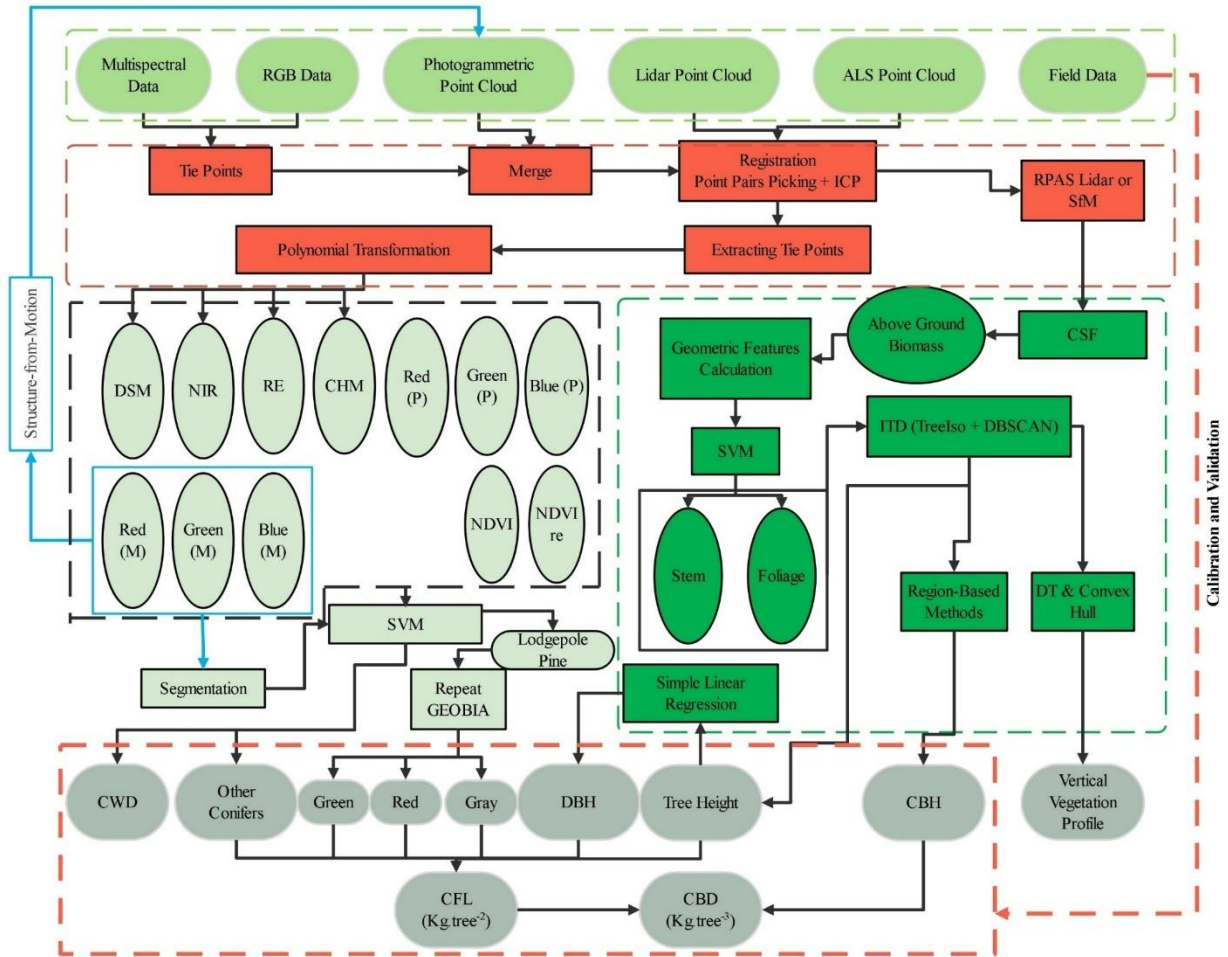 Multispectral
Data
RGB Data
Photogrammetric
Point Cloud
Lidar Point Cloud
ALS Point Cloud
Field Data
Tie Points
Merge
Registration
Point Pairs Picking + ICP
RPAS Lidar or
SfM
Polynomial Transformation
Extracting Tie Points
Structure-from-Motion
DSM
NIR
RE
CHM
Red
(P)
Green
(P)
Blue (P)
Red
(M)
Green
(M)
Blue
(M)
NDVI
NDVI
re
Above Ground
Biomass
CSF
Geometric Features
Calculation
SVM
ITD (TreeIso + DBSCAN)
Stem
Foliage
Region-Based
Methods
DT & Convex
Hull
Calibration and Validation
SVM
Lodgepole
Pine
Segmentation
Repeat
GEOBIA
Simple Linear
Regression
CWD
Other
Conifers
Green
Red
Gray
DBH
Tree Height
CBH
Vertical
Vegetation
Profile
CFL
(Kg.tree⁻²)
CBD
(Kg.tree⁻³)